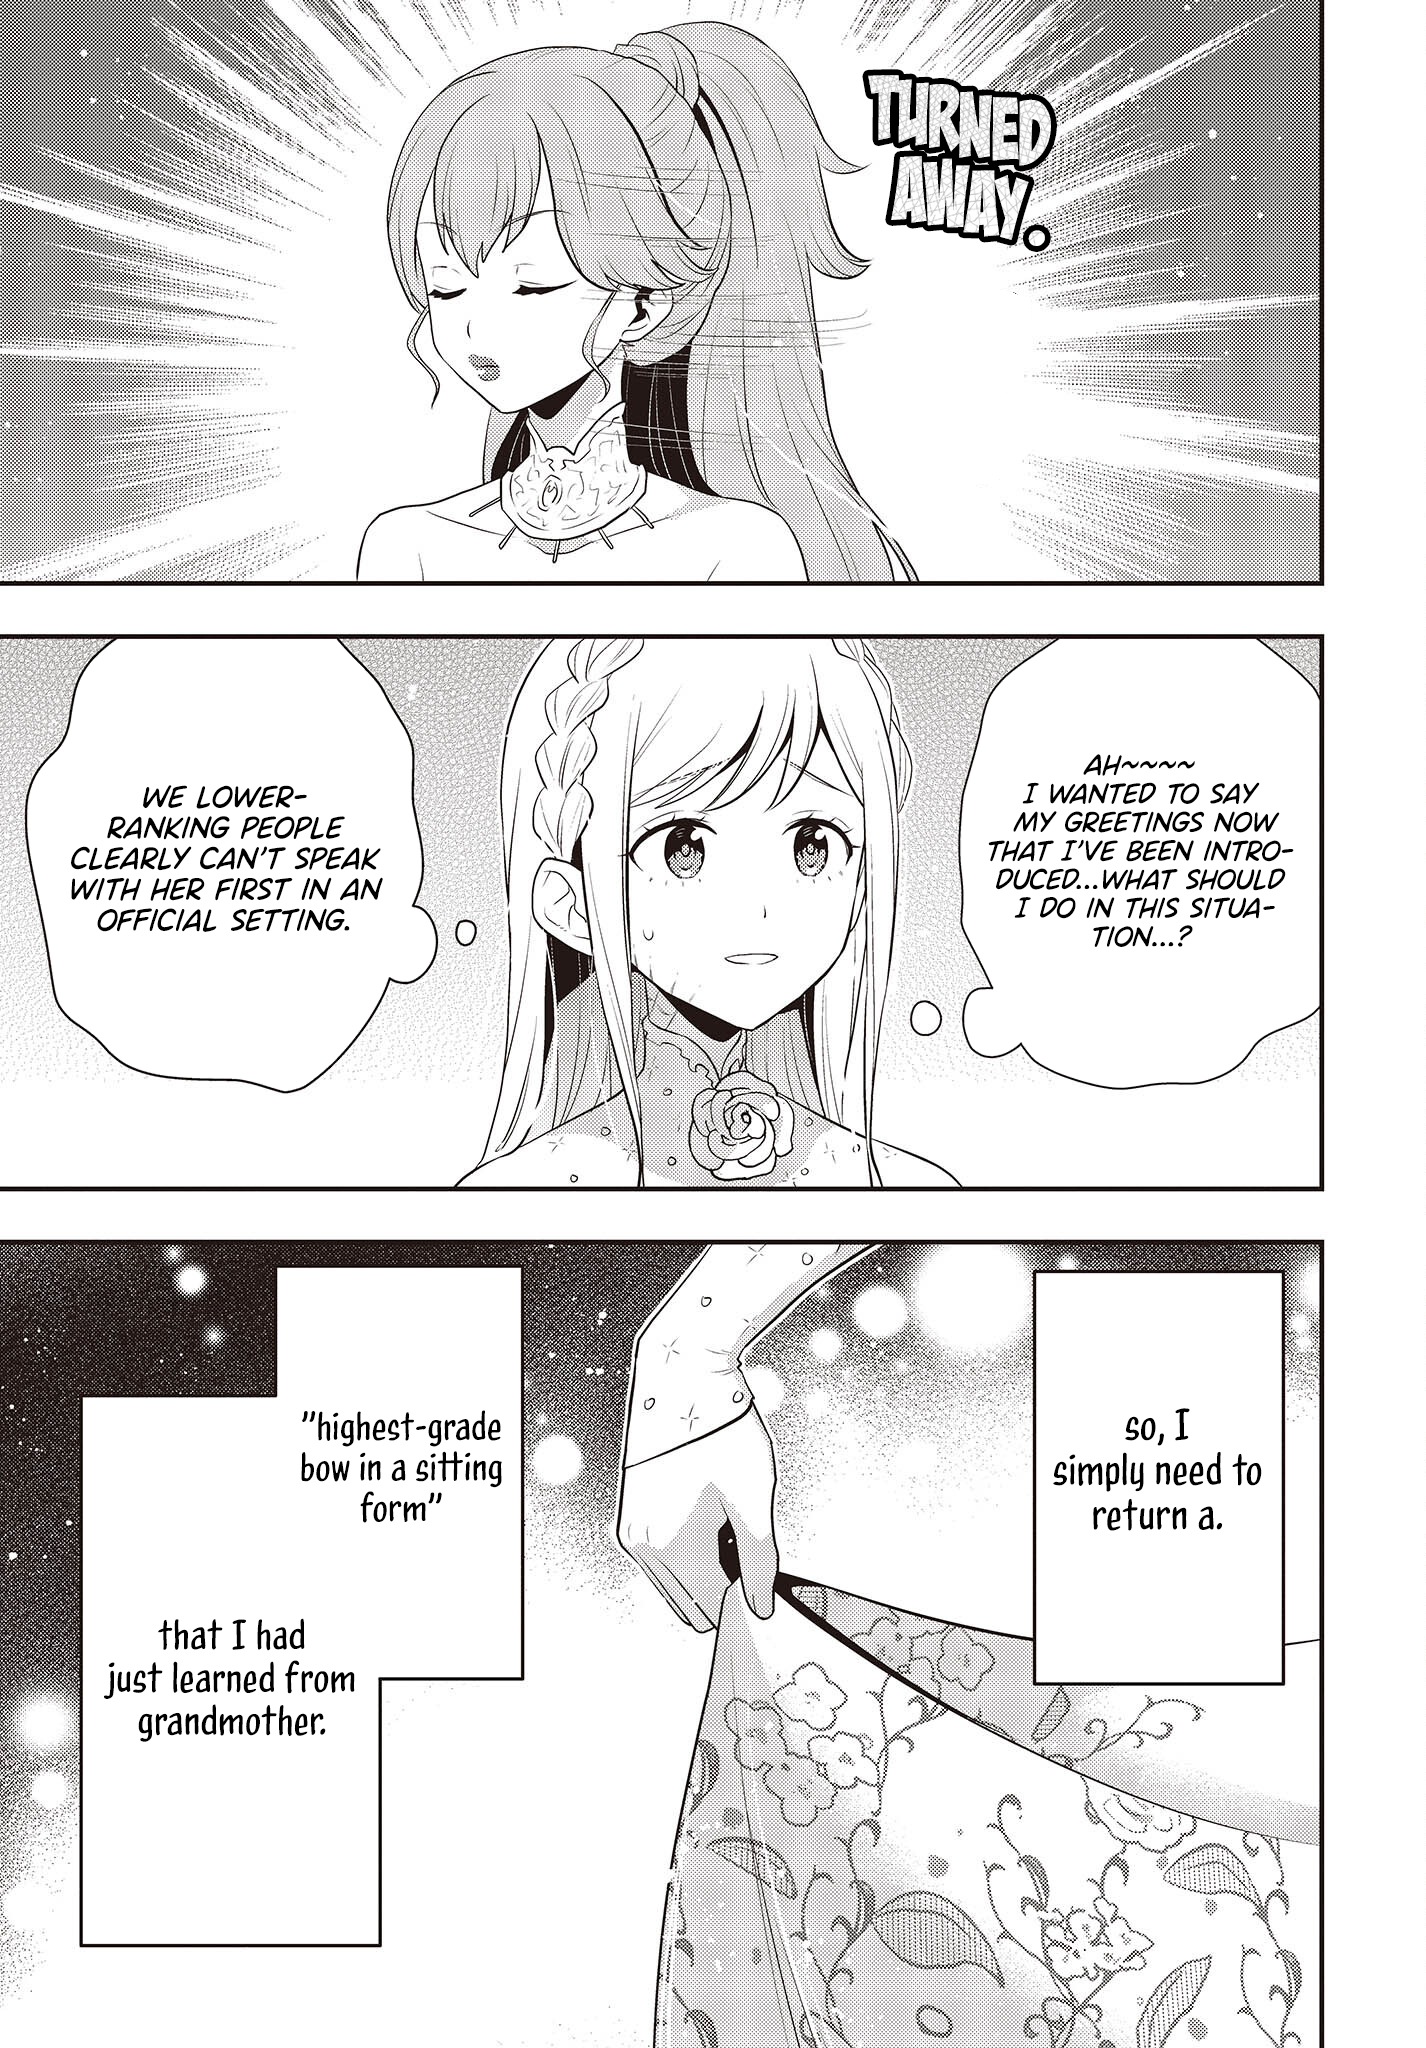 TURNED
AWAY.
AH~~~~
I WANTED TO SAY
MY GREETINGS NOW
THAT I'VE BEEN INTRO-
DUCED...WHAT SHOULD
I DO IN THIS SITUA-
TION...?
WE LOWER-
RANKING PEOPLE
CLEARLY CAN'T SPEAK
WITH HER FIRST IN AN
OFFICIAL SETTING.
so, I
simply need to
return a.
"highest-grade
bow in a sitting
form"
that I had
just learned from
grandmother.